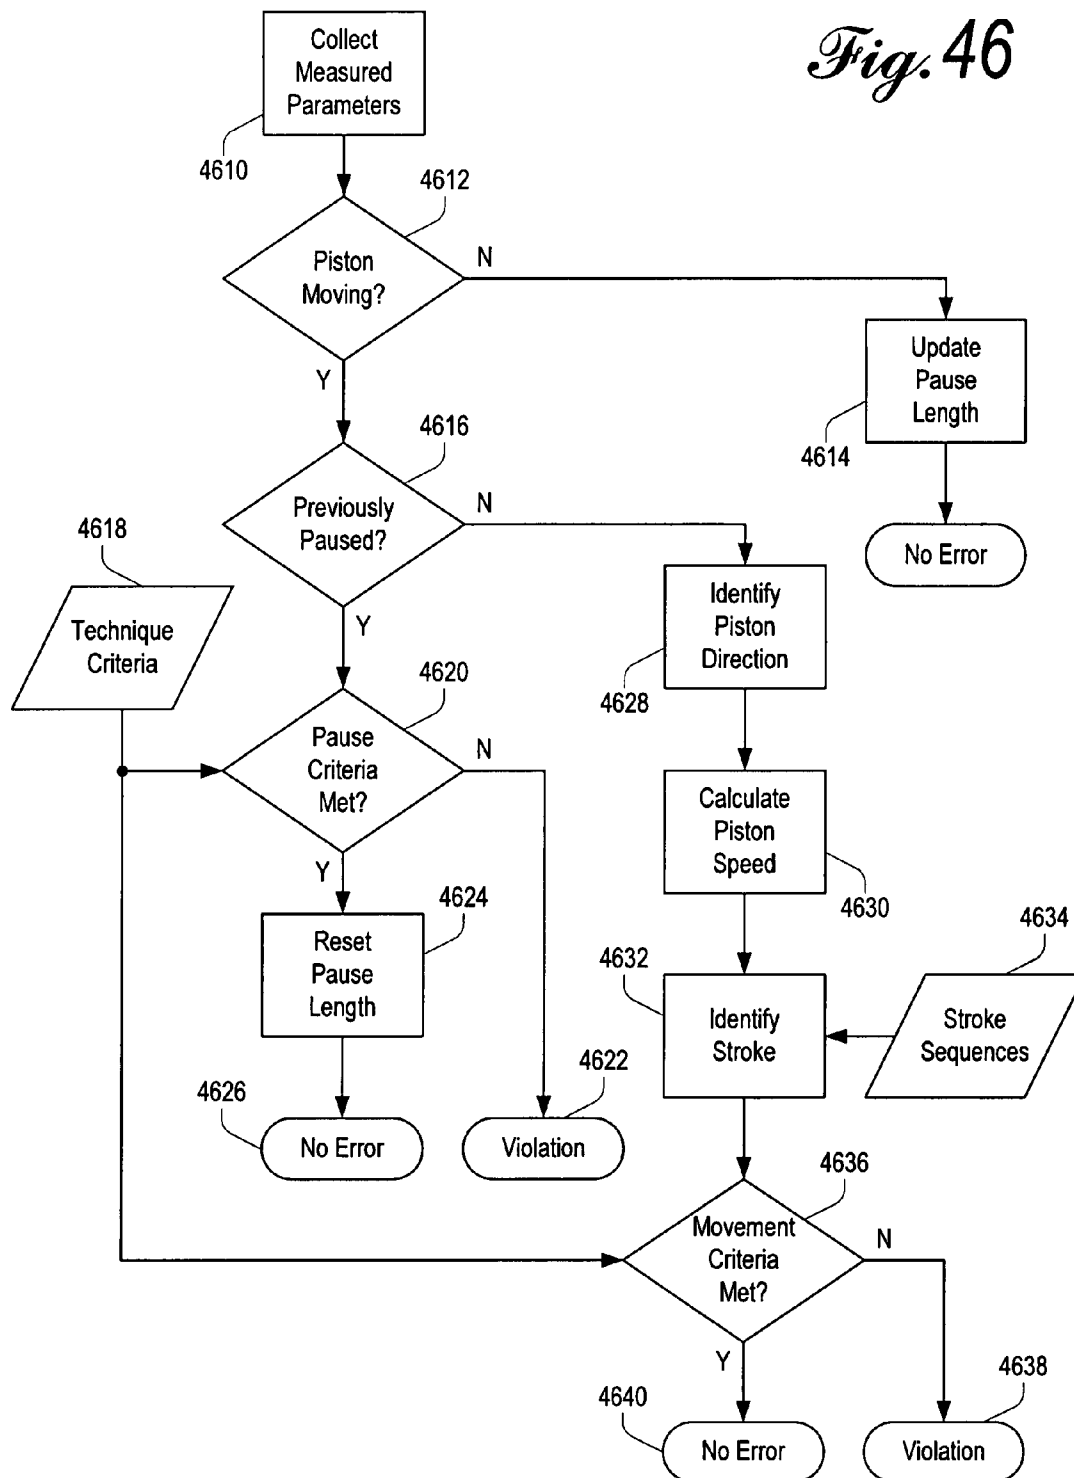 Fig. 46
Collect
Measured
Parameters
4610
4612
Piston
Moving?
N
Y
Update
Pause
Length
4614
No Error
4616
Previously
Paused?
N
Y
4618
Technique
Criteria
Identify
Piston
Direction
4628
4620
Pause
Criteria
Met?
N
Y
Calculate
Piston
Speed
4630
4624
Reset
Pause
Length
4632
Identify
Stroke
4634
Stroke
Sequences
4626
No Error
4622
Violation
4636
Movement
Criteria
Met?
N
Y
4640
No Error
4638
Violation